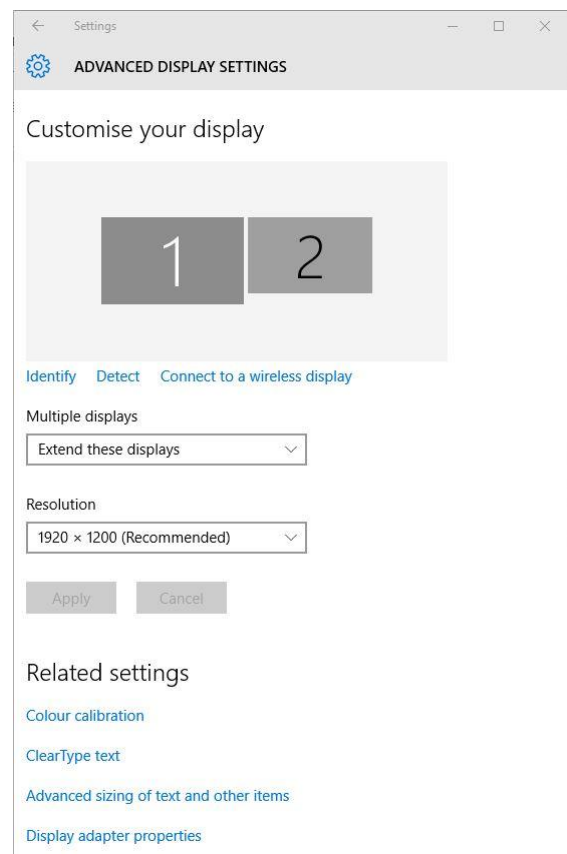 Settings
ADVANCED DISPLAY SETTINGS
Customise your display
1 2
Identify Detect Connect to a wireless display
Multiple displays
Extend these displays
Resolution
1920 × 1200 (Recommended)
Apply Cancel
Related settings
Colour calibration
ClearType text
Advanced sizing of text and other items
Display adapter properties